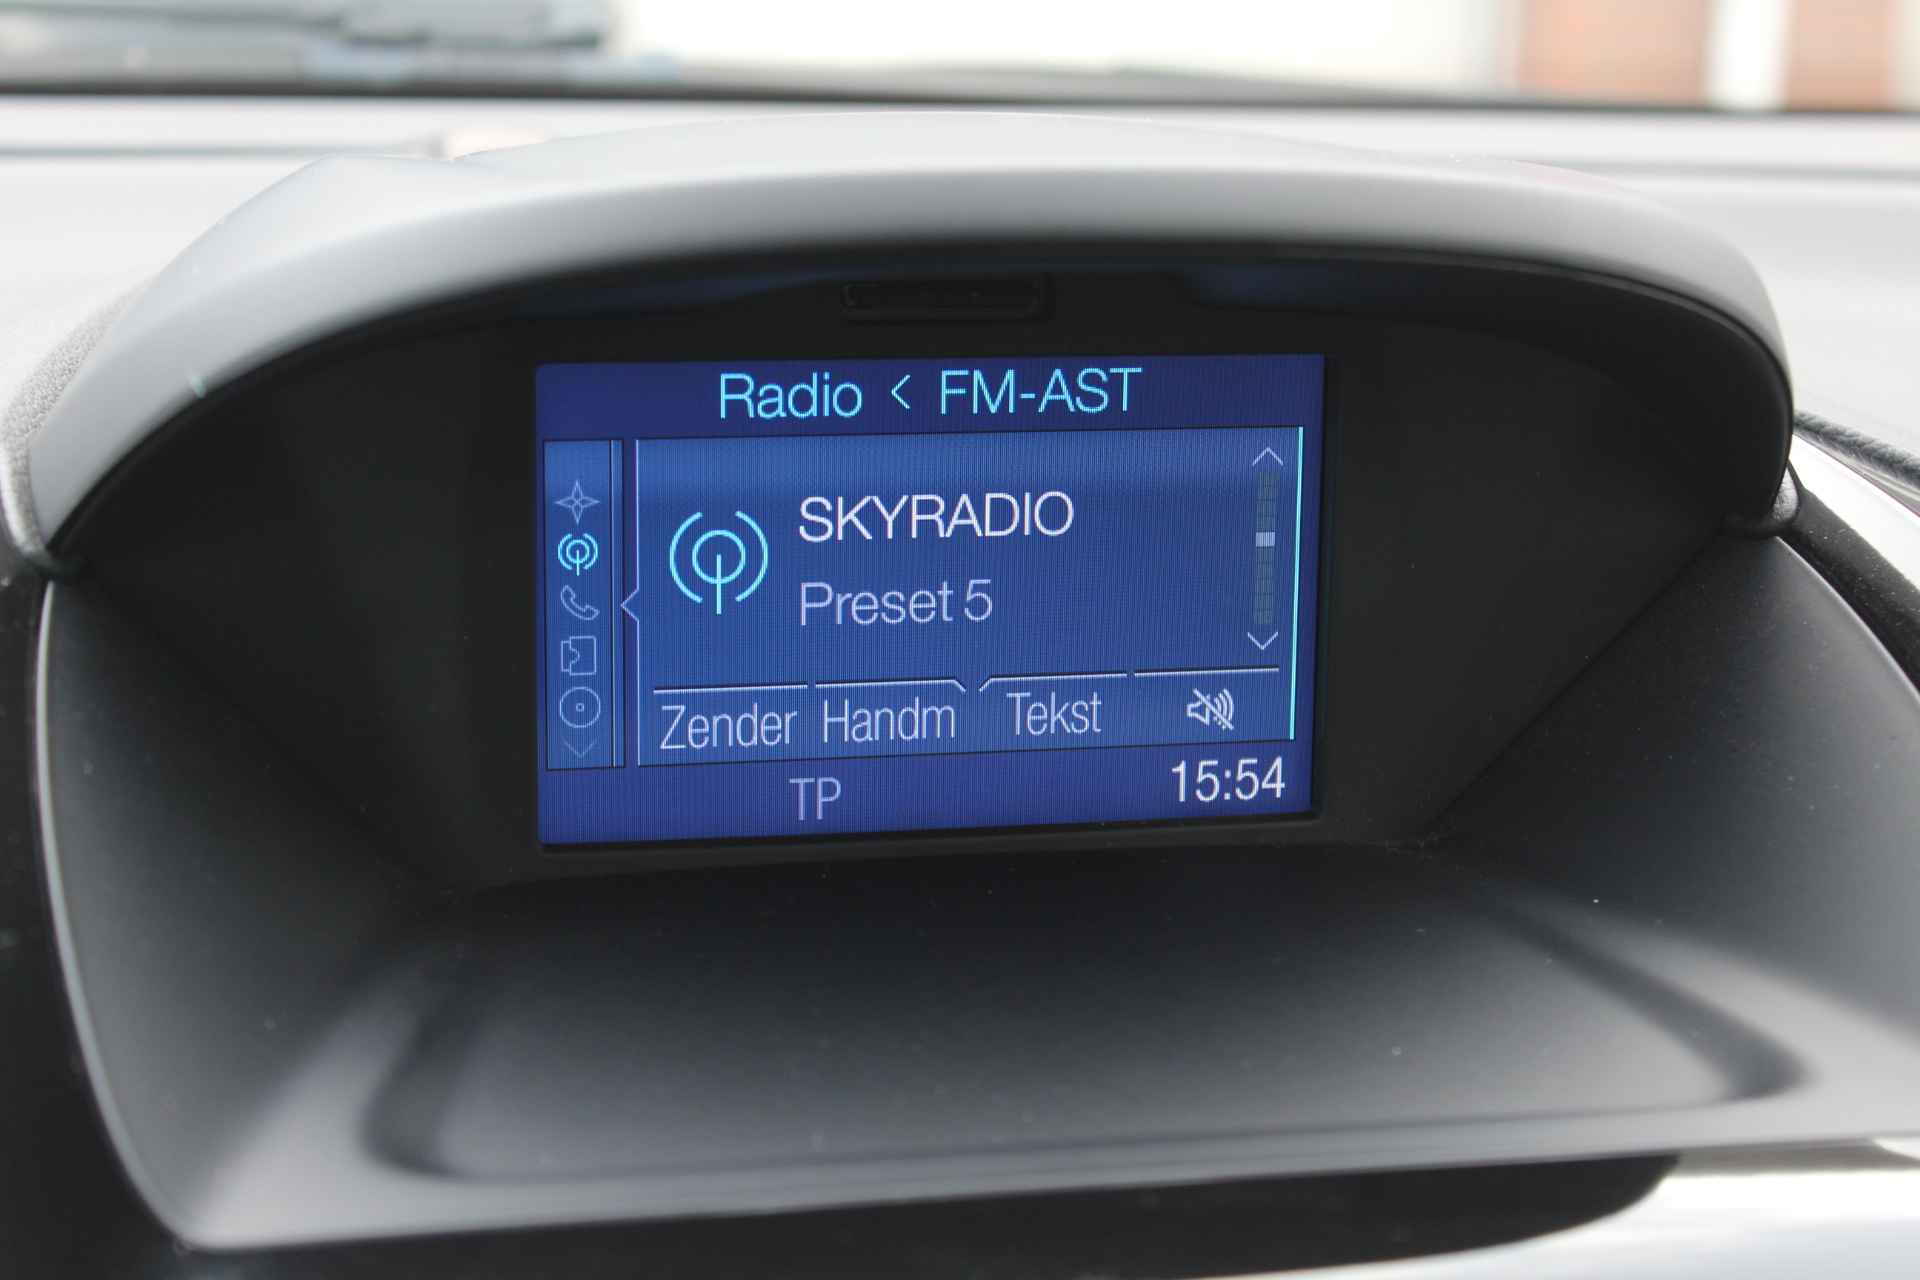 Radio < FM-AST
SKYRADIO
Preset 5
Zender Handm Tekst
TP 15:54